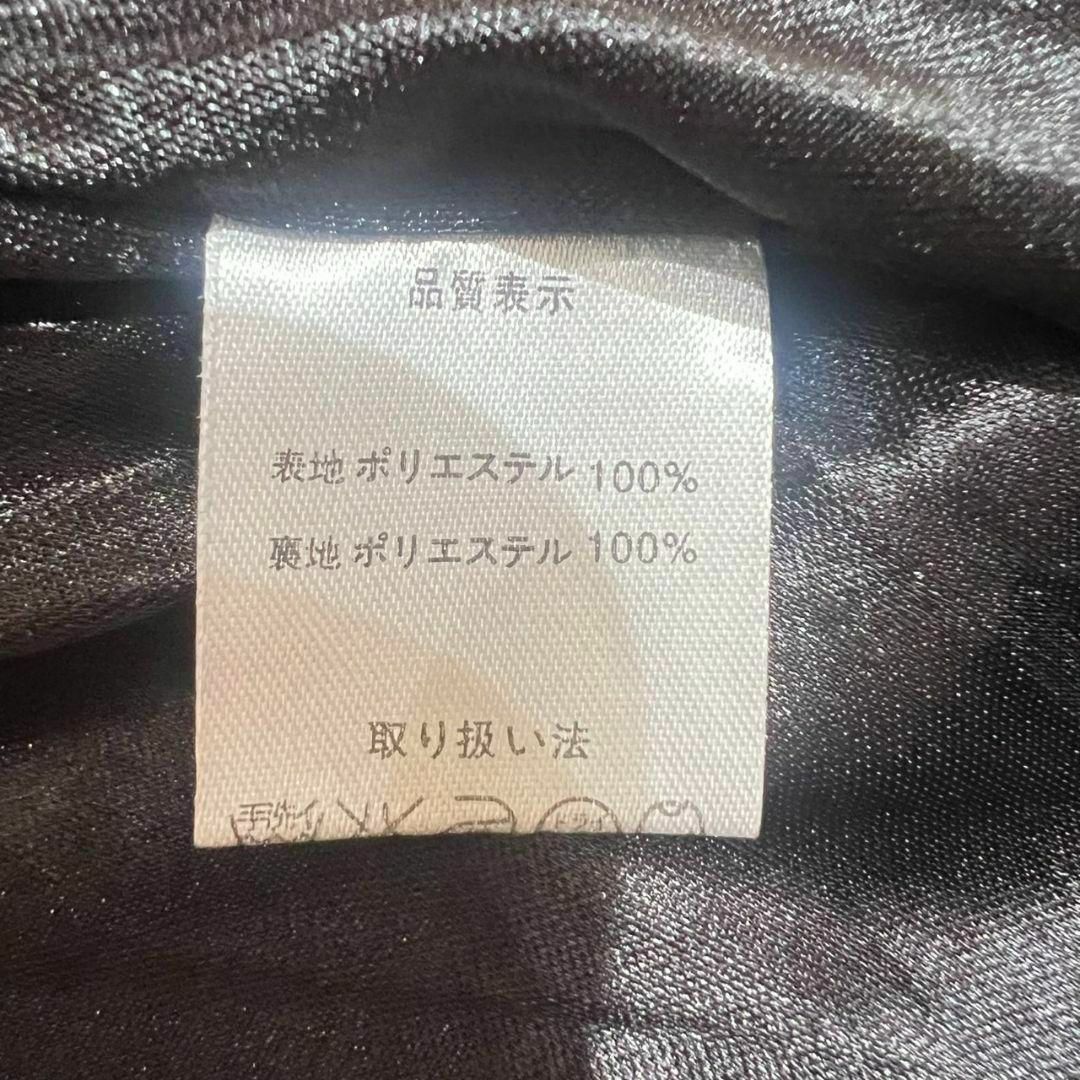 品質表示
表地 ポリエステル 100%
裏地 ポリエステル 100%
取り扱い法